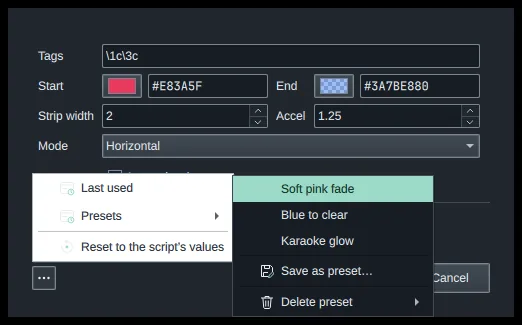 Tags \1c\3c
Start #E83A5F End #3A7BE880
Strip width 2 Accel 1.25
Mode Horizontal
Last used
Presets
Reset to the script's values
Soft pink fade
Blue to clear
Karaoke glow
Save as preset…
Delete preset
... Cancel